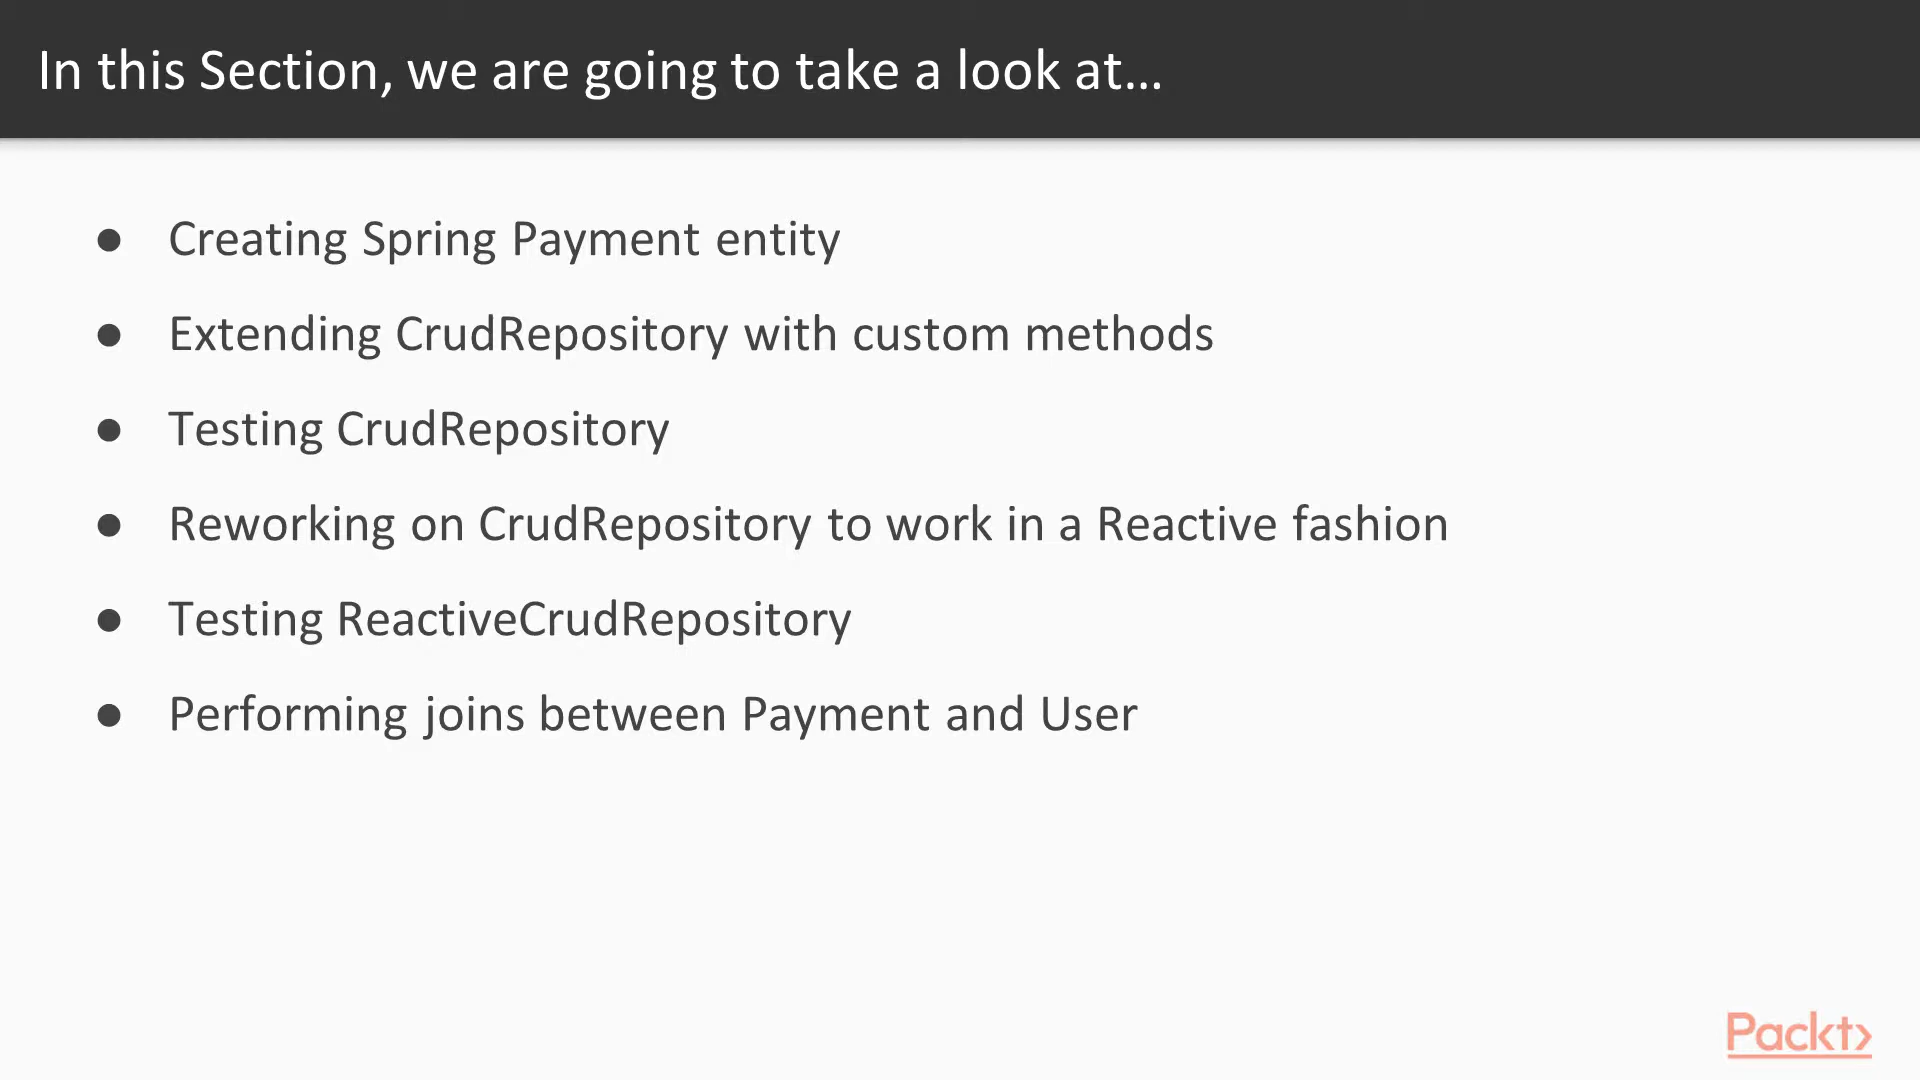 In this Section, we are going to take a look at...
● Creating Spring Payment entity
● Extending CrudRepository with custom methods
● Testing CrudRepository
● Reworking on CrudRepository to work in a Reactive fashion
● Testing ReactiveCrudRepository
● Performing joins between Payment and User
Packt>